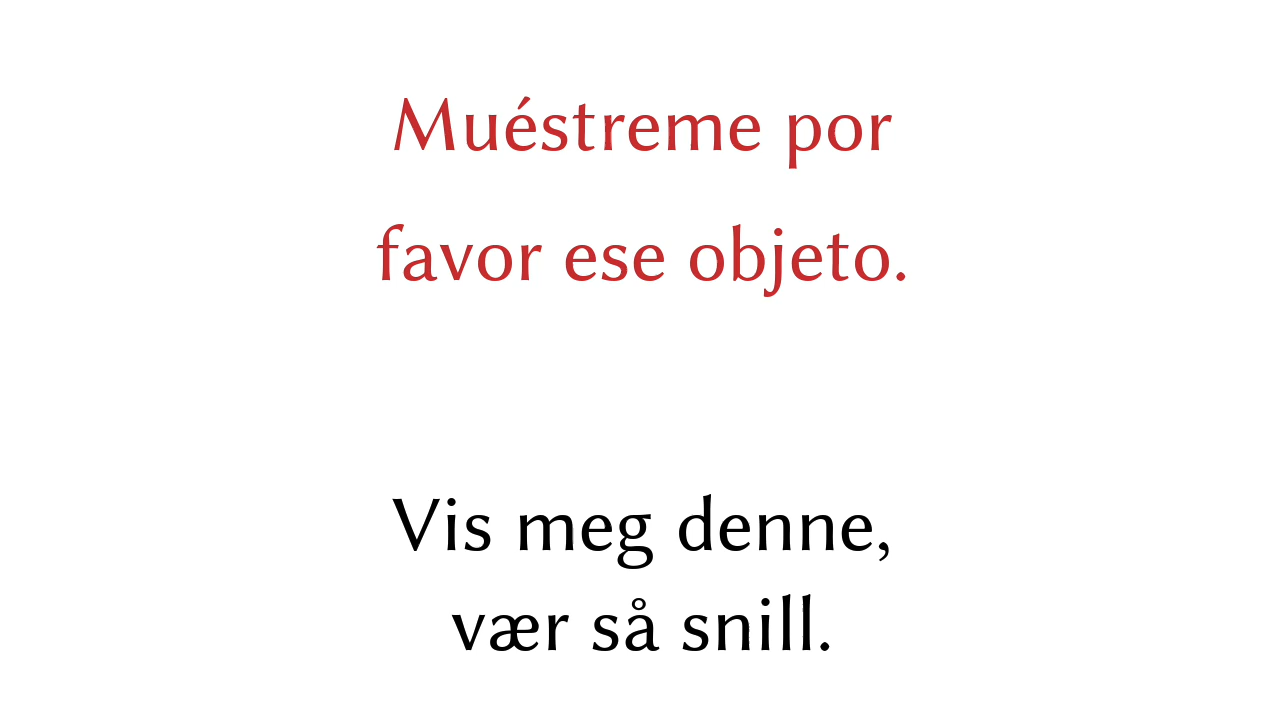 Muéstreme por
favor ese objeto.
Vis meg denne,
vær så snill.